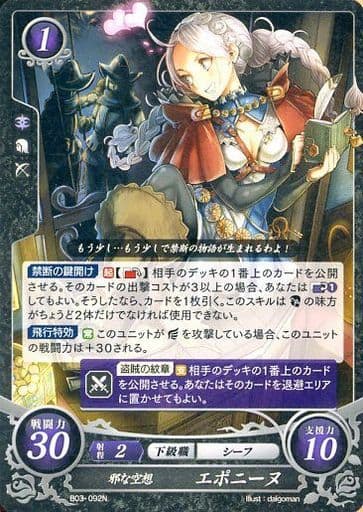 1
もう少し…もう少しで禁断の物語が生まれるわよ！
禁断の鍵開け 起【】相手のデッキの1番上のカードを公開
させる。そのカードの出撃コストが3以上の場合、あなたは1
してもよい。そうしたなら、カードを1枚引く。このスキルは の味方
がちょうど2体だけでなければ使用できない。
飛行特効 常 このユニットが を攻撃している場合、このユニット
の戦闘力は+30される。
盗賊の紋章 支 相手のデッキの1番上のカード
を公開させる。あなたはそのカードを退避エリア
に置かせてもよい。
戦闘力 30
射程 2 下級職 シーフ
支援力 10
邪な空想 エポニーヌ
B03-092N
Illust : daigoman